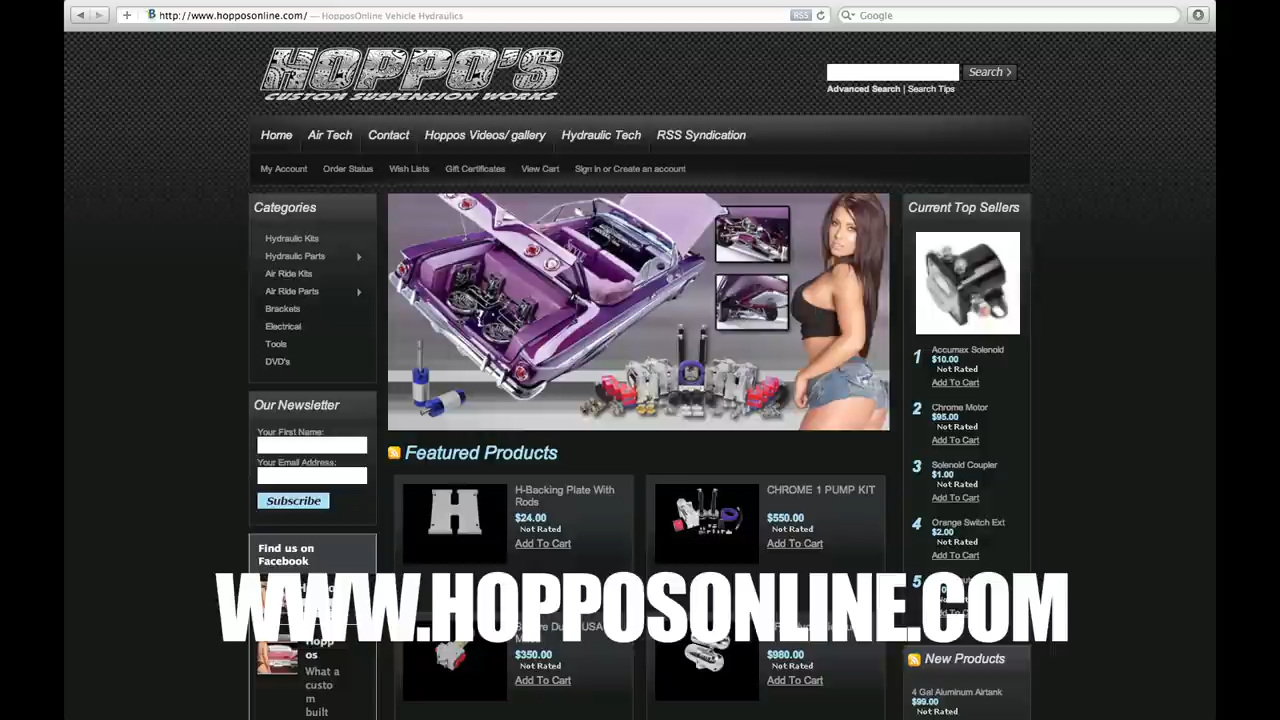 http://www.hopposonline.com/ — HopposOnline Vehicle Hydraulics
RSS
Google
HOPPO'S
CUSTOM SUSPENSION WORKS
Search
Advanced Search | Search Tips
Home Air Tech Contact Hoppos Videos/ gallery Hydraulic Tech RSS Syndication
My Account Order Status Wish Lists Gift Certificates View Cart Sign in or Create an account
Categories
Hydraulic Kits
Hydraulic Parts
Air Ride Kits
Air Ride Parts
Brackets
Electrical
Tools
DVD's
Our Newsletter
Your First Name:
Your Email Address:
Subscribe
Find us on
Facebook
Hopp
os
What a
custo
m
built
Featured Products
H-Backing Plate With
Rods
$24.00
Not Rated
Add To Cart
CHROME 1 PUMP KIT
$550.00
Not Rated
Add To Cart
$350.00
Not Rated
Add To Cart
$980.00
Not Rated
Add To Cart
Current Top Sellers
1 Accumax Solenoid
$10.00
Not Rated
Add To Cart
2 Chrome Motor
$95.00
Not Rated
Add To Cart
3 Solenoid Coupler
$1.00
Not Rated
Add To Cart
4 Orange Switch Ext
$2.00
Not Rated
Add To Cart
5
New Products
4 Gal Aluminum Airtank
$99.00
Not Rated
WWW.HOPPOSONLINE.COM